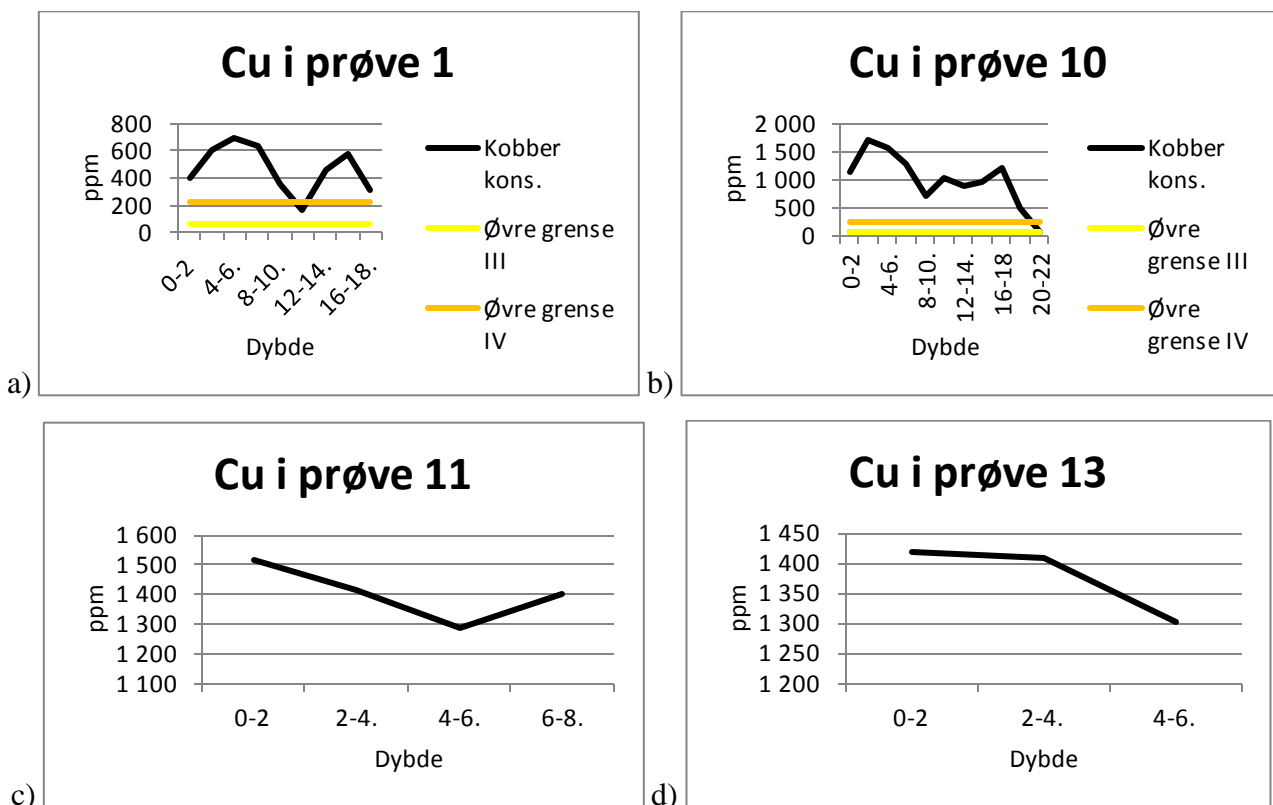 Cu i prøve 1
ppm
800
600
400
200
0
0-2
4-6.
8-10.
12-14.
16-18.
Dybde
Kobber
kons.
Øvre grense
III
Øvre grense
IV
a)
Cu i prøve 10
ppm
2 000
1 500
1 000
500
0
0-2
4-6.
8-10.
12-14.
16-18
20-22
Dybde
Kobber
kons.
Øvre
grense III
Øvre
grense IV
b)
Cu i prøve 11
ppm
1 600
1 500
1 400
1 300
1 200
1 100
0-2
2-4.
4-6.
6-8.
Dybde
c)
Cu i prøve 13
ppm
1 450
1 400
1 350
1 300
1 250
1 200
0-2
2-4.
4-6.
Dybde
d)